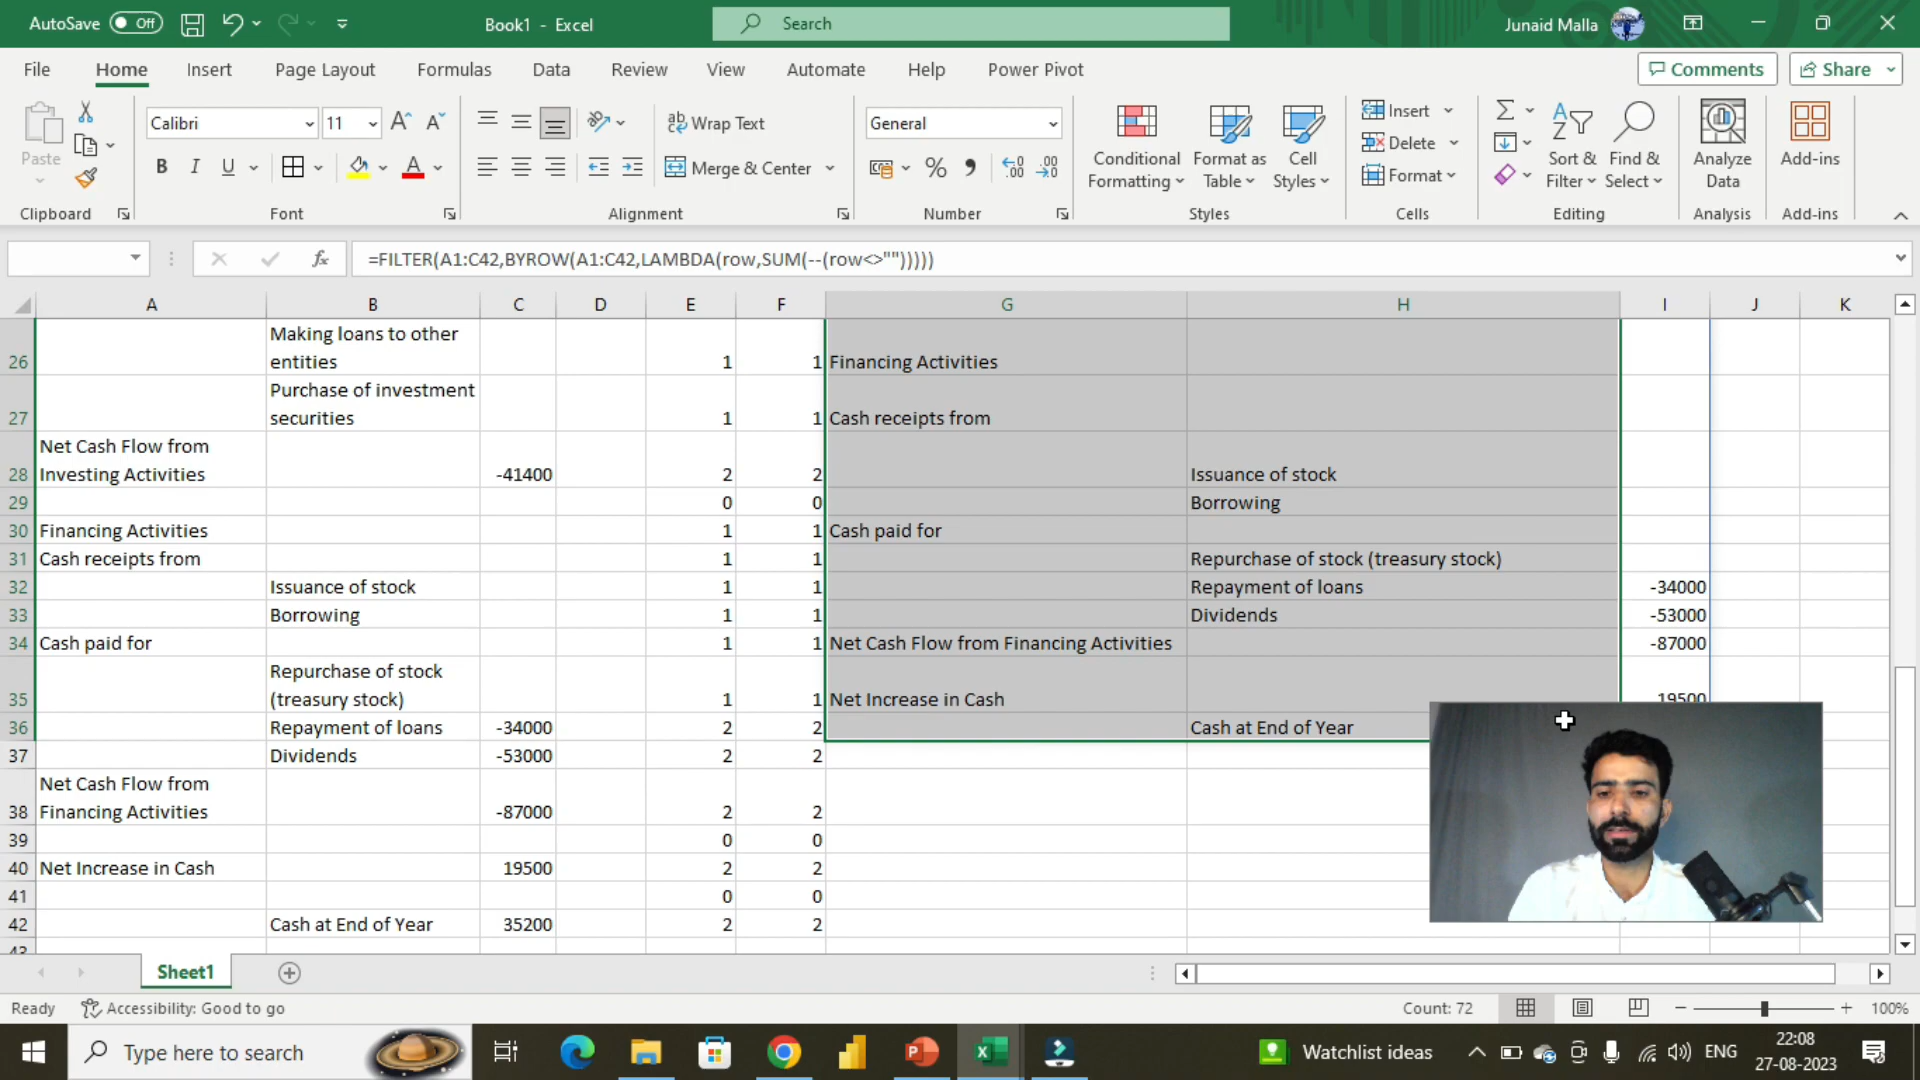 AutoSave Off Book1 - Excel Search Junaid Malla
File Home Insert Page Layout Formulas Data Review View Automate Help Power Pivot Comments Share
Paste Calibri 11 Wrap Text General Conditional Formatting Format as Table Cell Styles Insert Sort & Filter Find & Select Analyze Data Add-ins
B I U Merge & Center % Delete
Format
Clipboard Font Alignment Number Styles Cells Editing Analysis Add-ins
fx =FILTER(A1:C42,BYROW(A1:C42,LAMBDA(row,SUM(--(row<>"")))))
A B C D E F G H I J K
26 Making loans to other entities 1 1 Financing Activities
27 Purchase of investment securities 1 1 Cash receipts from
28 Net Cash Flow from Investing Activities -41400 2 2 Issuance of stock
29 0 0 Borrowing
30 Financing Activities 1 1 Cash paid for
31 Cash receipts from 1 1 Repurchase of stock (treasury stock)
32 Issuance of stock 1 1 Repayment of loans -34000
33 Borrowing 1 1 Dividends -53000
34 Cash paid for 1 1 Net Cash Flow from Financing Activities -87000
35 Repurchase of stock (treasury stock) 1 1 Net Increase in Cash 19500
36 Repayment of loans -34000 2 2 Cash at End of Year
37 Dividends -53000 2 2
38 Net Cash Flow from Financing Activities -87000 2 2
39 0 0
40 Net Increase in Cash 19500 2 2
41 0 0
42 Cash at End of Year 35200 2 2
43
Sheet1
Ready Accessibility: Good to go Count: 72 100%
Type here to search Watchlist ideas ENG 22:08
27-08-2023